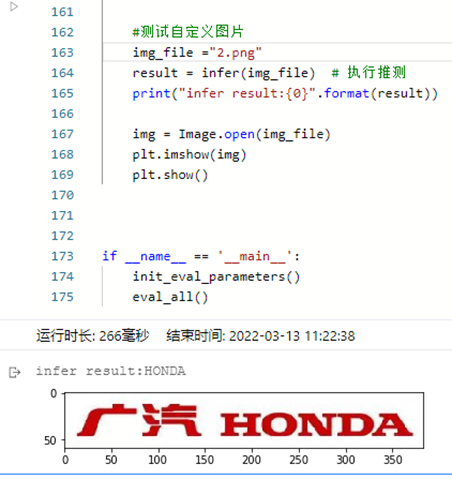 161
162 #测试自定义图片
163 img_file ="2.png"
164 result = infer(img_file)  # 执行推测
165 print("infer result:{0}".format(result))
166
167 img = Image.open(img_file)
168 plt.imshow(img)
169 plt.show()
170
171
172
173 if __name__ == '__main__':
174 init_eval_parameters()
175 eval_all()
运行时长: 266毫秒 结束时间: 2022-03-13 11:22:38
infer result:HONDA
0
广汽 HONDA
50
0 50 100 150 200 250 300 350